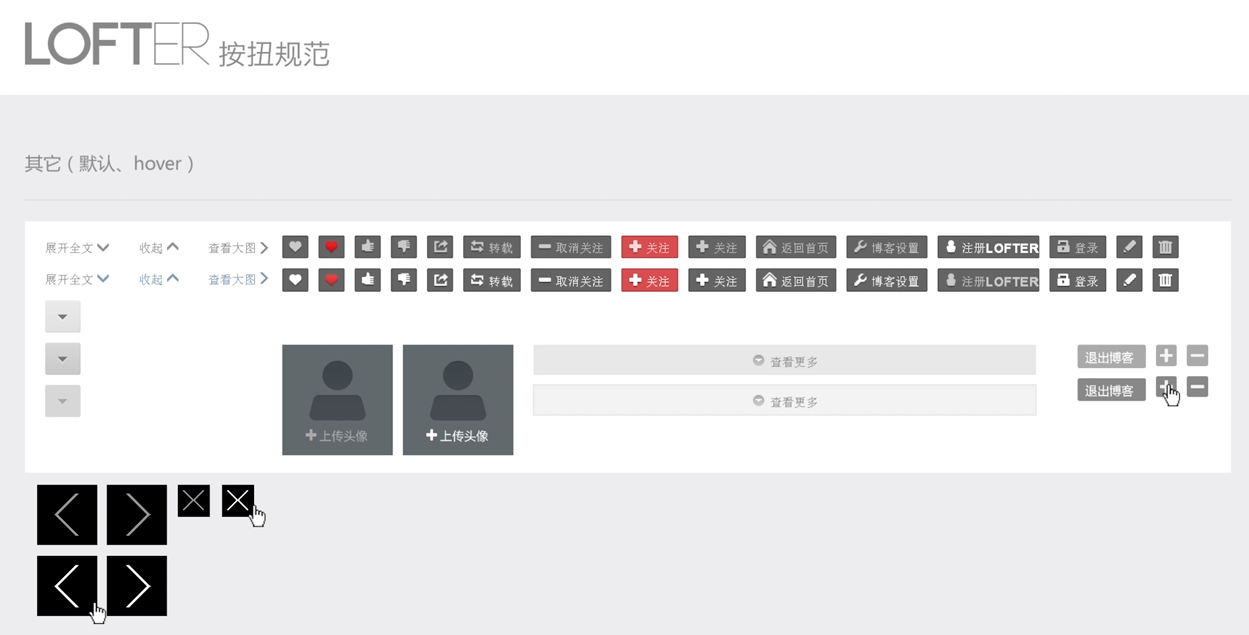 LOFTER 按扭规范
其它（默认、hover）
展开全文 收起 查看大图 转载 取消关注 关注 关注 返回首页 博客设置 注册LOFTER 登录
展开全文 收起 查看大图 转载 取消关注 关注 关注 返回首页 博客设置 注册LOFTER 登录
查看更多 退出博客
查看更多 退出博客
上传头像 上传头像